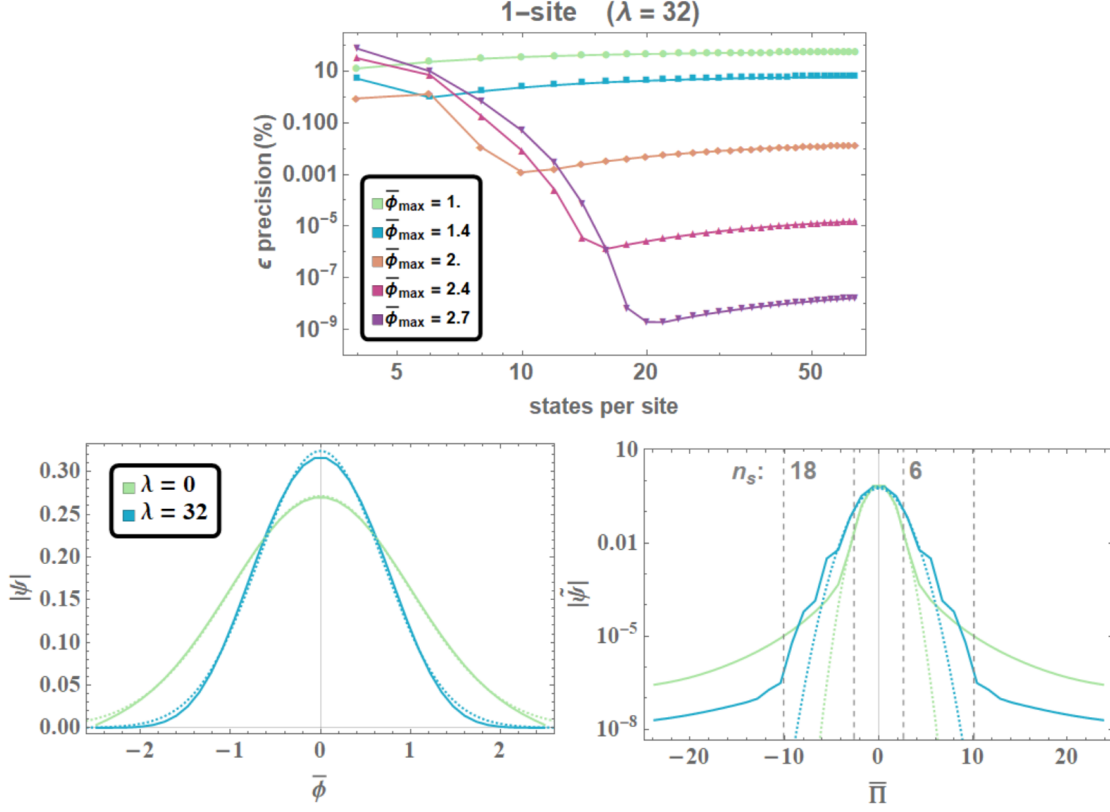 1–site (λ = 32)
ϵ precision (%)
10
0.100
0.001
10⁻⁵
10⁻⁷
10⁻⁹
ϕ̅max = 1.
ϕ̅max = 1.4
ϕ̅max = 2.
ϕ̅max = 2.4
ϕ̅max = 2.7
5 10 20 50
states per site
|ψ|
0.30
0.25
0.20
0.15
0.10
0.05
0.00
λ = 0
λ = 32
−2 −1 0 1 2
ϕ̅
|ψ̃|
10
0.01
10⁻⁵
10⁻⁸
nₛ: 18 6
−20 −10 0 10 20
Π̅